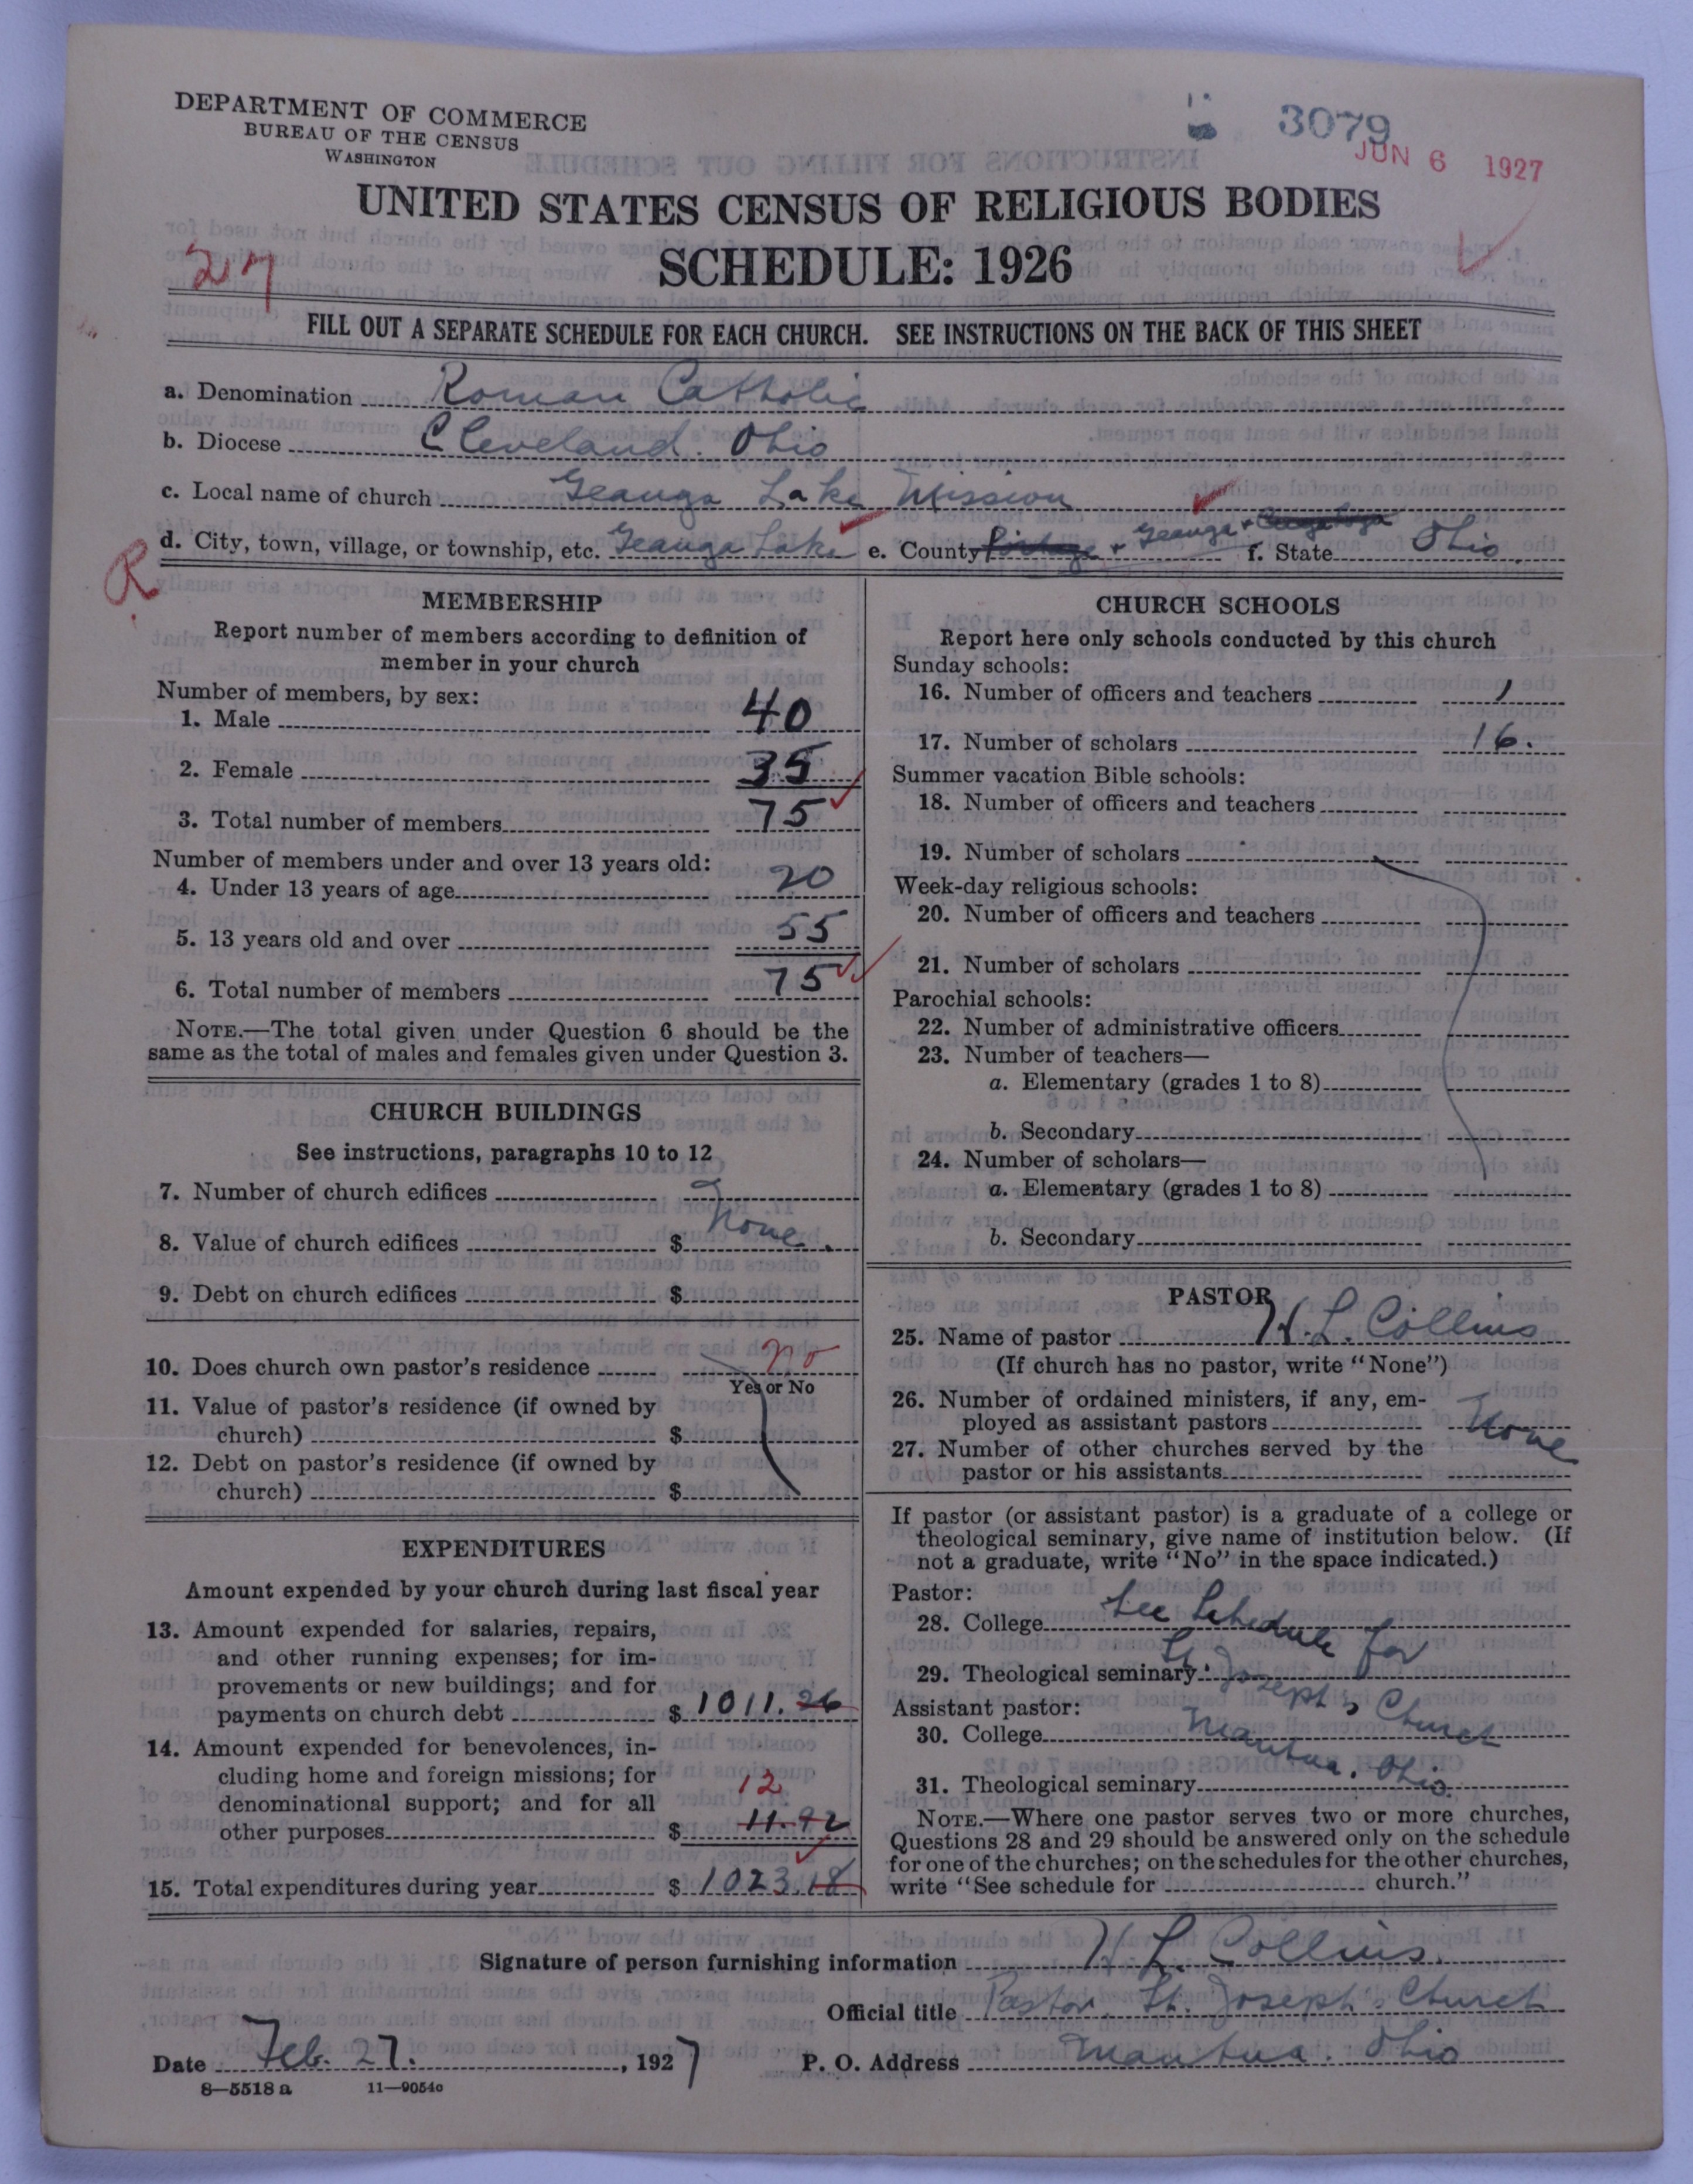 DEPARTMENT OF COMMERCE
BUREAU OF THE CENSUS
WASHINGTON
3079
JUN 6 1927
UNITED STATES CENSUS OF RELIGIOUS BODIES
SCHEDULE: 1926
27
FILL OUT A SEPARATE SCHEDULE FOR EACH CHURCH. SEE INSTRUCTIONS ON THE BACK OF THIS SHEET
a. Denomination Roman Catholic
b. Diocese Cleveland. Ohio
c. Local name of church Geauga Lake Mission
d. City, town, village, or township, etc. Geauga Lake e. County Portage + Geauga + Cuyahoga f. State Ohio
R
MEMBERSHIP
Report number of members according to definition of
member in your church
Number of members, by sex:
1. Male 40
2. Female 35
3. Total number of members 75
Number of members under and over 13 years old:
4. Under 13 years of age 20
5. 13 years old and over 55
6. Total number of members 75
NOTE.—The total given under Question 6 should be the
same as the total of males and females given under Question 3.
CHURCH BUILDINGS
See instructions, paragraphs 10 to 12
7. Number of church edifices
8. Value of church edifices $ None.
9. Debt on church edifices $
10. Does church own pastor's residence no
Yes or No
11. Value of pastor's residence (if owned by
church) $
12. Debt on pastor's residence (if owned by
church) $
EXPENDITURES
Amount expended by your church during last fiscal year
13. Amount expended for salaries, repairs,
and other running expenses; for im-
provements or new buildings; and for
payments on church debt $ 1011.26
14. Amount expended for benevolences, in-
cluding home and foreign missions; for
denominational support; and for all 12
other purposes $ 11.92
15. Total expenditures during year $ 1023.18
CHURCH SCHOOLS
Report here only schools conducted by this church
Sunday schools:
16. Number of officers and teachers 1
17. Number of scholars 16.
Summer vacation Bible schools:
18. Number of officers and teachers
19. Number of scholars
Week-day religious schools:
20. Number of officers and teachers
21. Number of scholars
Parochial schools:
22. Number of administrative officers
23. Number of teachers—
a. Elementary (grades 1 to 8)
b. Secondary
24. Number of scholars—
a. Elementary (grades 1 to 8)
b. Secondary
PASTOR
25. Name of pastor H. L. Collins
(If church has no pastor, write "None")
26. Number of ordained ministers, if any, em-
ployed as assistant pastors None
27. Number of other churches served by the
pastor or his assistants
If pastor (or assistant pastor) is a graduate of a college or
theological seminary, give name of institution below. (If
not a graduate, write "No" in the space indicated.)
Pastor:
28. College See Schedule for
29. Theological seminary St. Joseph's Church
Assistant pastor:
30. College Mantua. Ohio.
31. Theological seminary
NOTE.—Where one pastor serves two or more churches,
Questions 28 and 29 should be answered only on the schedule
for one of the churches; on the schedules for the other churches,
write "See schedule for church."
Signature of person furnishing information H L Collins.
Official title Pastor. St. Joseph's Church
Date Feb. 27. , 1927 P. O. Address Mantua. Ohio
8—5518 a 11—9054c